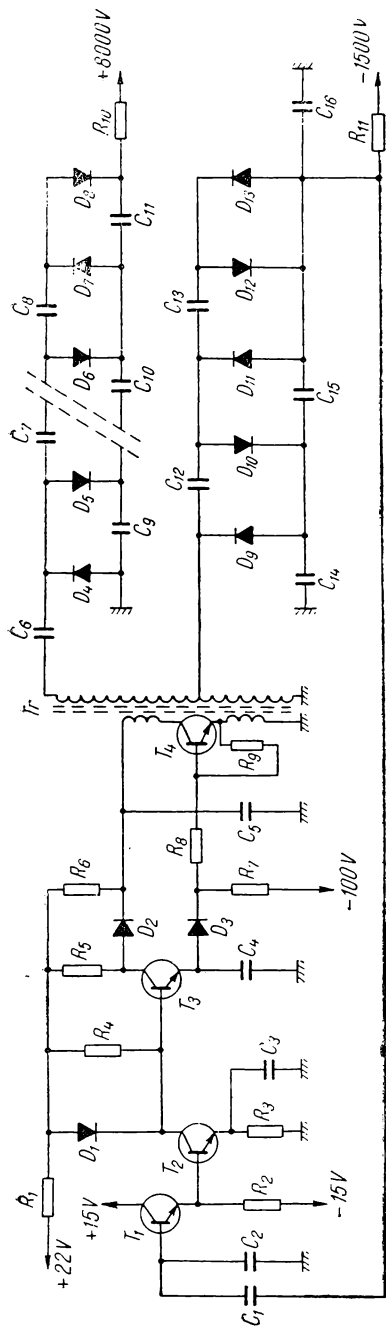 +8000V
R₁₀
C₈
D₈
C₁₁
D₇
D₆
C₁₀
C₇
D₅
C₉
D₄
C₆
Tr
C₁₆
−1500V
R₁₁
D₁₃
C₁₃
D₁₂
D₁₁
C₁₅
C₁₂
D₁₀
D₉
C₁₄
T₄
R₉
R₈
C₅
R₆
R₅
D₂
D₃
R₇
−100V
T₃
C₄
R₄
D₁
T₂
C₃
R₃
R₁
+22V
+15V
T₁
R₂
−15V
C₂
C₁